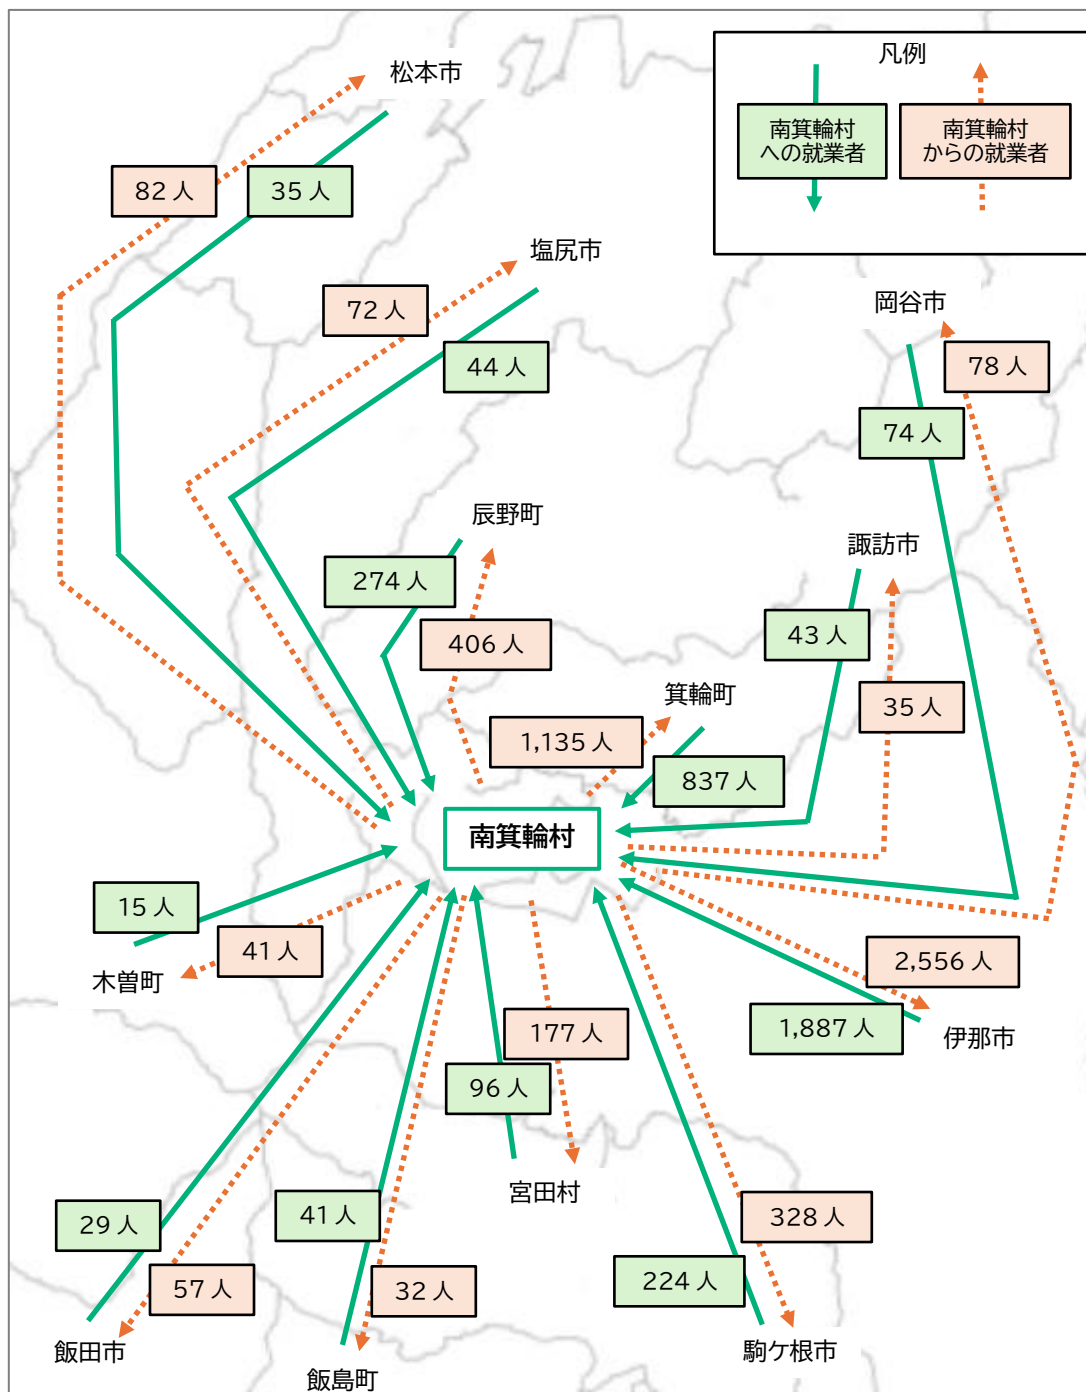 凡例
南箕輪村
への就業者
南箕輪村
からの就業者
松本市
82人
35人
塩尻市
72人
44人
岡谷市
78人
74人
辰野町
274人
406人
諏訪市
43人
35人
箕輪町
1,135人
837人
南箕輪村
15人
41人
木曽町
2,556人
1,887人
伊那市
177人
96人
宮田村
29人
57人
飯田市
41人
32人
飯島町
328人
224人
駒ケ根市